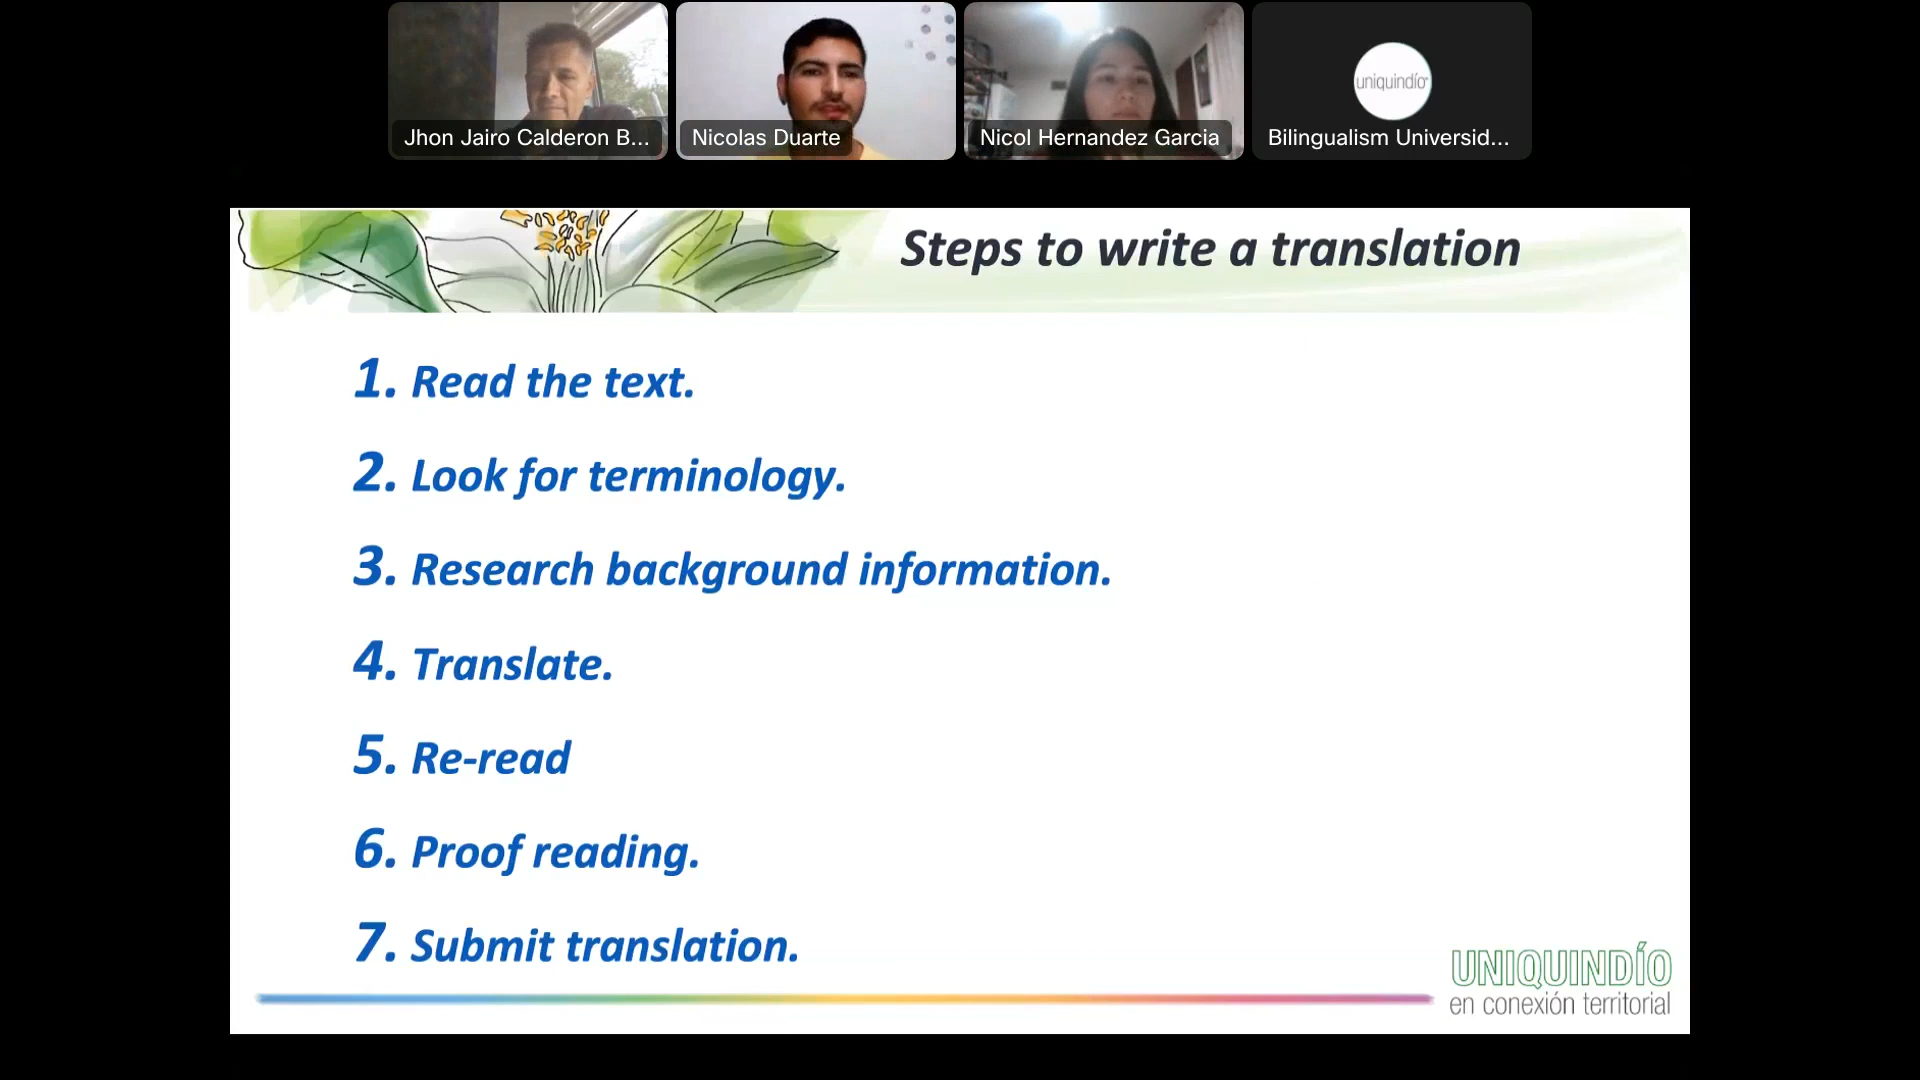 Jhon Jairo Calderon B...
Nicolas Duarte
Nicol Hernandez Garcia
uniquindío
Bilingualism Universid...
Steps to write a translation
1. Read the text.
2. Look for terminology.
3. Research background information.
4. Translate.
5. Re-read
6. Proof reading.
7. Submit translation.
UNIQUINDÍO
en conexión territorial